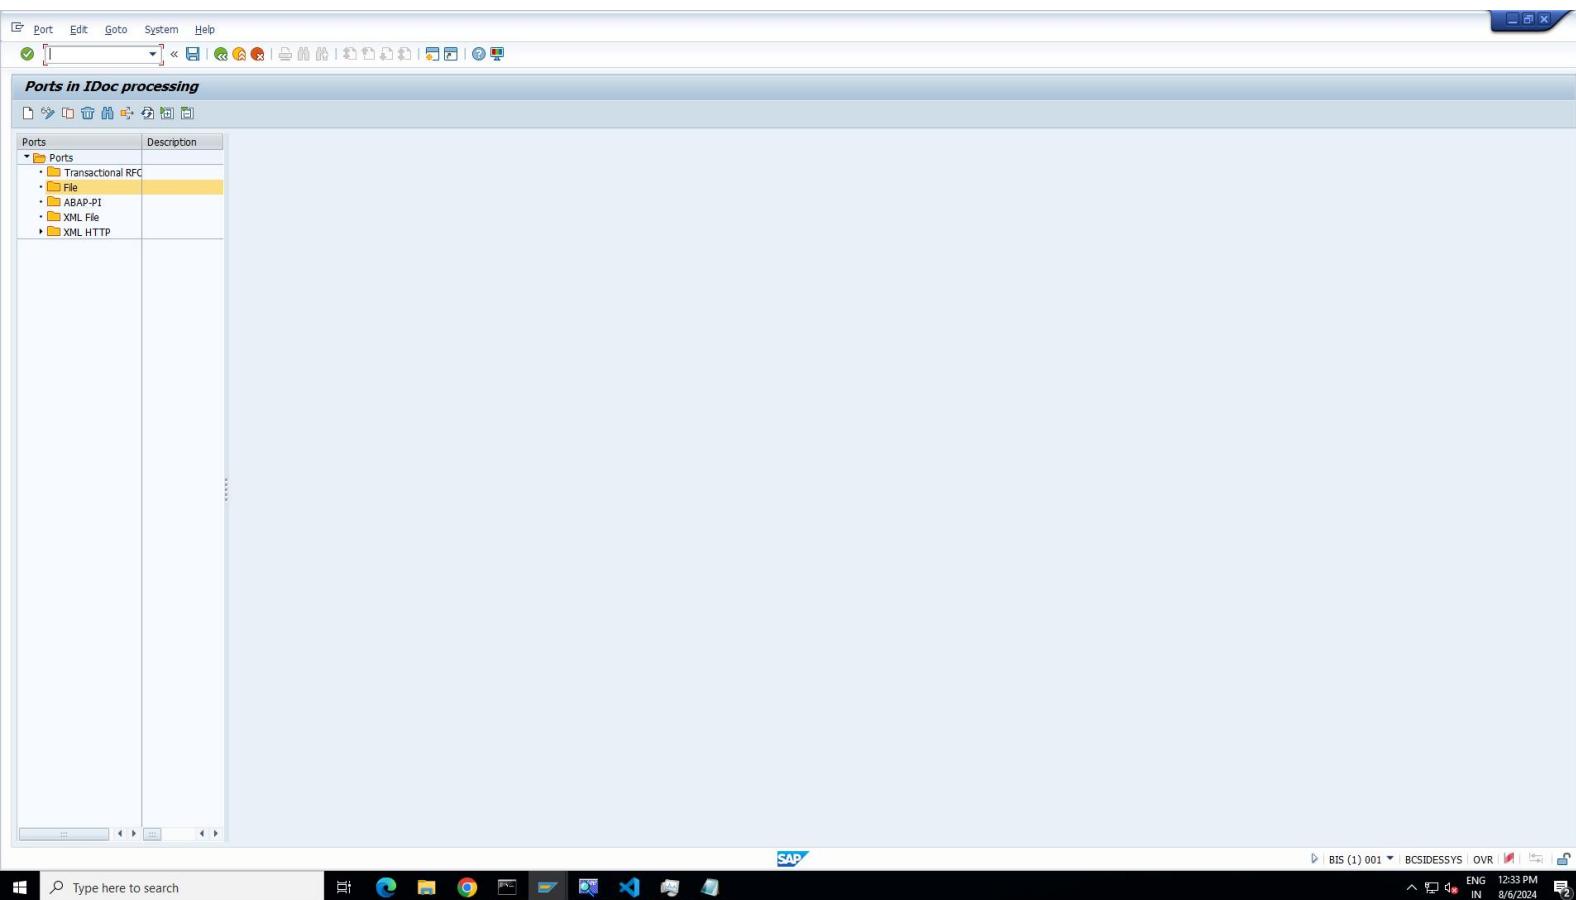 Port Edit Goto System Help
Ports in IDoc processing
Ports Description
Ports
Transactional RFC
File
ABAP-PI
XML File
XML HTTP
SAP
BIS (1) 001 BCSIDESSYS OVR
Type here to search
ENG 12:33 PM
IN 8/6/2024
2